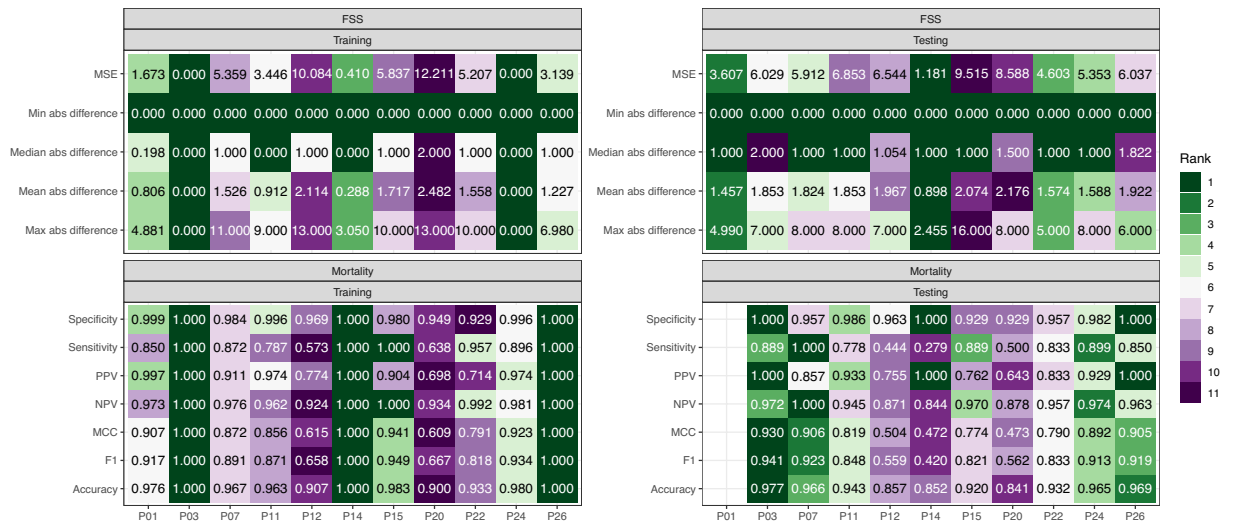 FSS
Training
MSE 1.673 0.000 5.359 3.446 10.084 0.410 5.837 12.211 5.207 0.000 3.139
Min abs difference 0.000 0.000 0.000 0.000 0.000 0.000 0.000 0.000 0.000 0.000 0.000
Median abs difference 0.198 0.000 1.000 0.000 1.000 0.000 1.000 2.000 1.000 0.000 1.000
Mean abs difference 0.806 0.000 1.526 0.912 2.114 0.288 1.717 2.482 1.558 0.000 1.227
Max abs difference 4.881 0.000 11.000 9.000 13.000 3.050 10.000 13.000 10.000 0.000 6.980
FSS
Testing
MSE 3.607 6.029 5.912 6.853 6.544 1.181 9.515 8.588 4.603 5.353 6.037
Min abs difference 0.000 0.000 0.000 0.000 0.000 0.000 0.000 0.000 0.000 0.000 0.000
Median abs difference 1.000 2.000 1.000 1.000 1.054 1.000 1.000 1.500 1.000 1.000 1.822
Mean abs difference 1.457 1.853 1.824 1.853 1.967 0.898 2.074 2.176 1.574 1.588 1.922
Max abs difference 4.990 7.000 8.000 8.000 7.000 2.455 16.000 8.000 5.000 8.000 6.000
Mortality
Training
Specificity 0.999 1.000 0.984 0.996 0.969 1.000 0.980 0.949 0.929 0.996 1.000
Sensitivity 0.850 1.000 0.872 0.787 0.573 1.000 1.000 0.638 0.957 0.896 1.000
PPV 0.997 1.000 0.911 0.974 0.774 1.000 0.904 0.698 0.714 0.974 1.000
NPV 0.973 1.000 0.976 0.962 0.924 1.000 1.000 0.934 0.992 0.981 1.000
MCC 0.907 1.000 0.872 0.856 0.615 1.000 0.941 0.609 0.791 0.923 1.000
F1 0.917 1.000 0.891 0.871 0.658 1.000 0.949 0.667 0.818 0.934 1.000
Accuracy 0.976 1.000 0.967 0.963 0.907 1.000 0.983 0.900 0.933 0.980 1.000
P01 P03 P07 P11 P12 P14 P15 P20 P22 P24 P26
Mortality
Testing
Specificity 1.000 0.957 0.986 0.963 1.000 0.929 0.929 0.957 0.982 1.000
Sensitivity 0.889 1.000 0.778 0.444 0.279 0.889 0.500 0.833 0.899 0.850
PPV 1.000 0.857 0.933 0.755 1.000 0.762 0.643 0.833 0.929 1.000
NPV 0.972 1.000 0.945 0.871 0.844 0.970 0.878 0.957 0.974 0.963
MCC 0.930 0.906 0.819 0.504 0.472 0.774 0.473 0.790 0.892 0.905
F1 0.941 0.923 0.848 0.559 0.420 0.821 0.562 0.833 0.913 0.919
Accuracy 0.977 0.966 0.943 0.857 0.852 0.920 0.841 0.932 0.965 0.969
P01 P03 P07 P11 P12 P14 P15 P20 P22 P24 P26
Rank
1
2
3
4
5
6
7
8
9
10
11